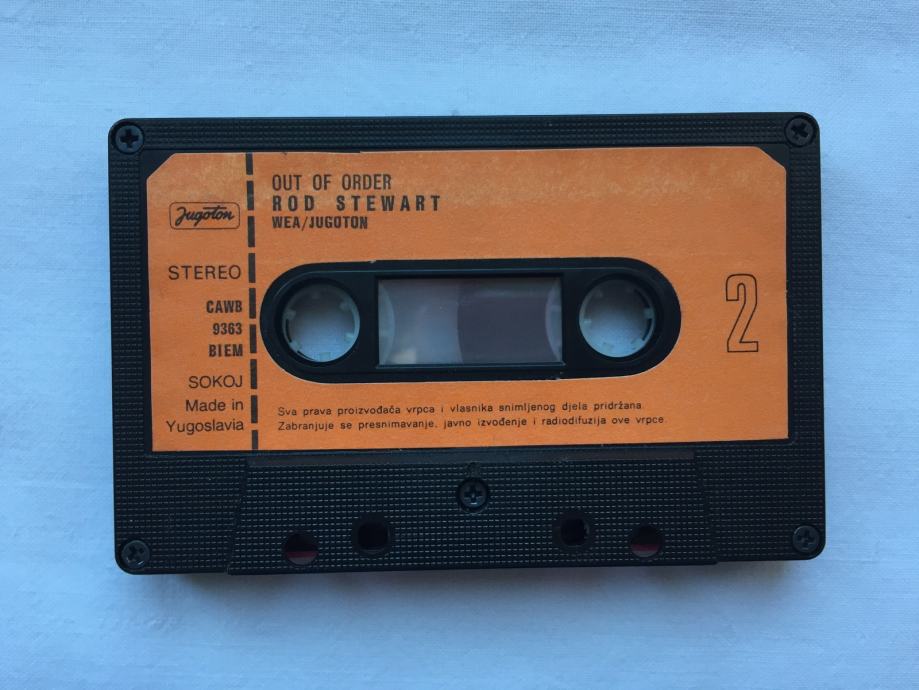 Jugoton
STEREO
CAWB
9363
BIEM
SOKOJ
Made in
Yugoslavia
OUT OF ORDER
ROD STEWART
WEA/JUGOTON
2
Sva prava proizvođača vrpca i vlasnika snimljenog djela pridržana.
Zabranjuje se presnimavanje, javno izvođenje i radiodifuzija ove vrpce.